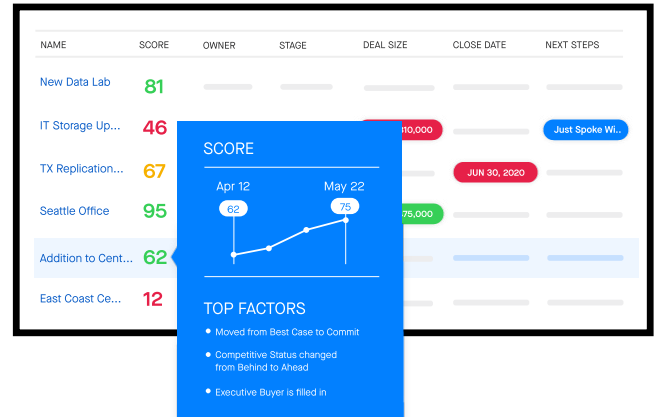 NAME SCORE OWNER STAGE DEAL SIZE CLOSE DATE NEXT STEPS
New Data Lab 81
IT Storage Up... 46 Just Spoke Wi..
TX Replication... 67 JUN 30, 2020
Seattle Office 95
Addition to Cent... 62
East Coast Ce... 12
SCORE
Apr 12 May 22
62 75
TOP FACTORS
Moved from Best Case to Commit
Competitive Status changed
from Behind to Ahead
Executive Buyer is filled in